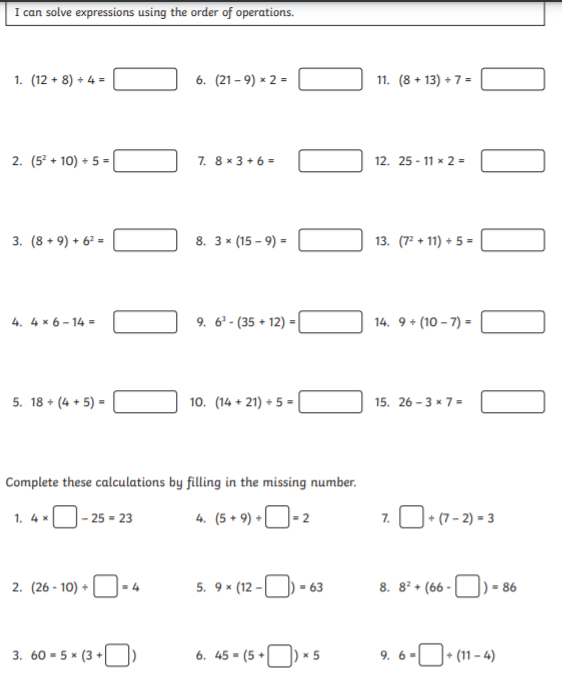 I can solve expressions using the order of operations.
1. (12 + 8) ÷ 4 = 6. (21 – 9) × 2 = 11. (8 + 13) ÷ 7 =
2. (5² + 10) ÷ 5 = 7. 8 × 3 + 6 = 12. 25 - 11 × 2 =
3. (8 + 9) + 6² = 8. 3 × (15 – 9) = 13. (7² + 11) ÷ 5 =
4. 4 × 6 – 14 = 9. 6³ - (35 + 12) = 14. 9 ÷ (10 – 7) =
5. 18 ÷ (4 + 5) = 10. (14 + 21) ÷ 5 = 15. 26 – 3 × 7 =
Complete these calculations by filling in the missing number.
1. 4 × – 25 = 23 4. (5 + 9) ÷ = 2 7. ÷ (7 – 2) = 3
2. (26 - 10) ÷ = 4 5. 9 × (12 – ) = 63 8. 8² + (66 - ) = 86
3. 60 = 5 × (3 + ) 6. 45 = (5 + ) × 5 9. 6 = ÷ (11 – 4)